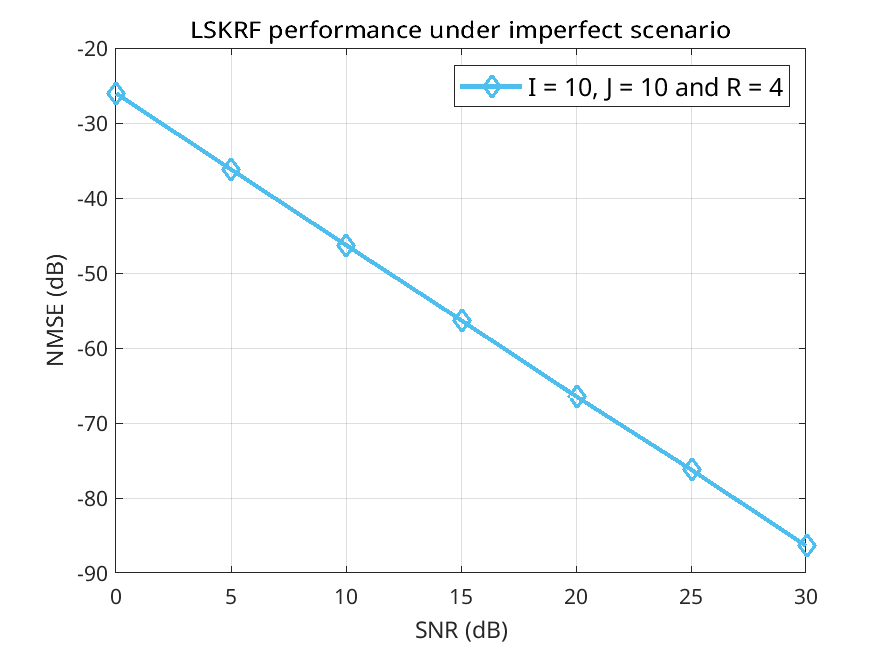 LSKRF performance under imperfect scenario
I = 10, J = 10 and R = 4
NMSE (dB)
-20
-30
-40
-50
-60
-70
-80
-90
0 5 10 15 20 25 30
SNR (dB)